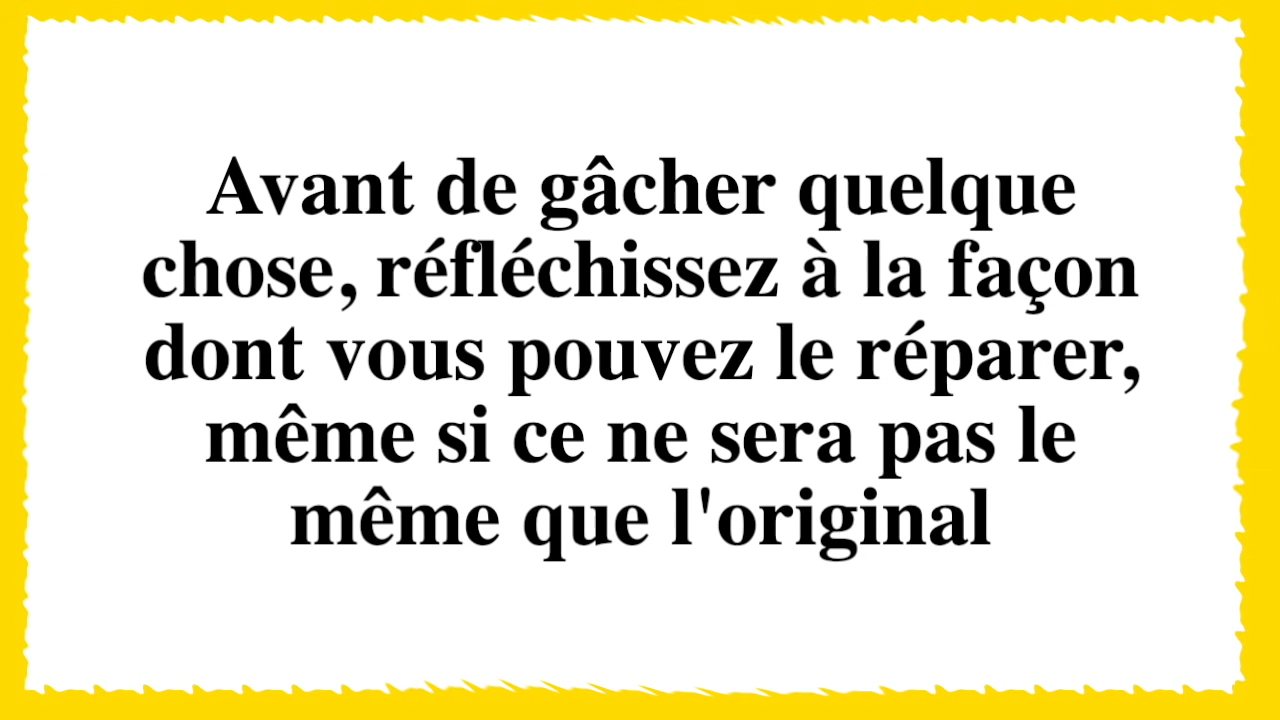 Avant de gâcher quelque
chose, réfléchissez à la façon
dont vous pouvez le réparer,
même si ce ne sera pas le
même que l'original